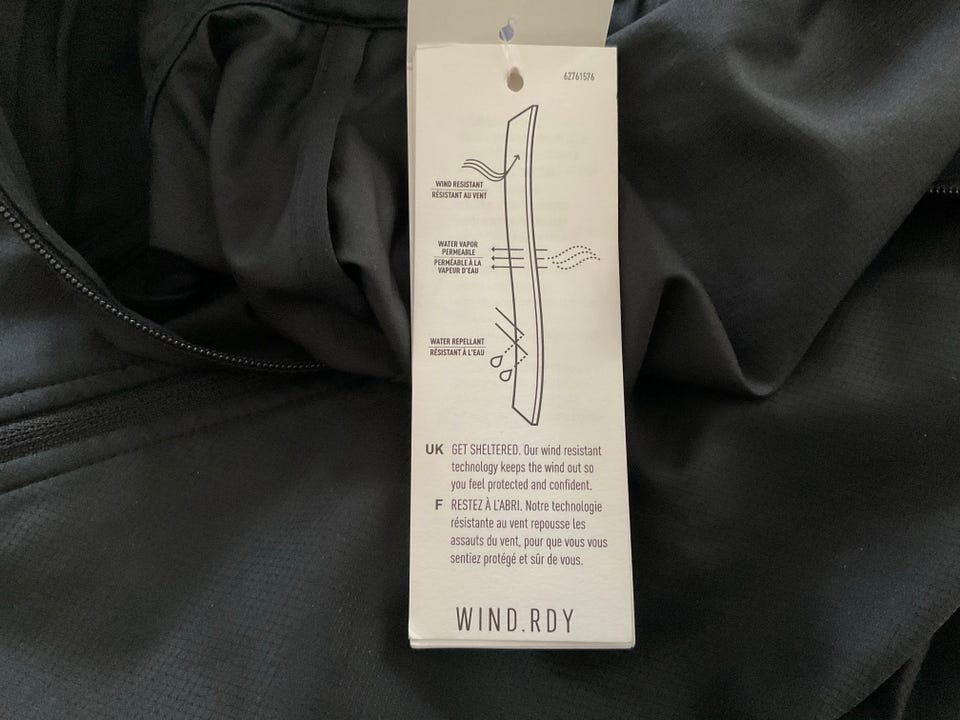 62761576
WIND RESISTANT
RÉSISTANT AU VENT
WATER VAPOR
PERMEABLE
PERMÉABLE À LA
VAPEUR D'EAU
WATER REPELLANT
RÉSISTANT À L'EAU
UK GET SHELTERED. Our wind resistant
technology keeps the wind out so
you feel protected and confident.
F RESTEZ À L'ABRI. Notre technologie
résistante au vent repousse les
assauts du vent, pour que vous vous
sentiez protégé et sûr de vous.
WIND.RDY